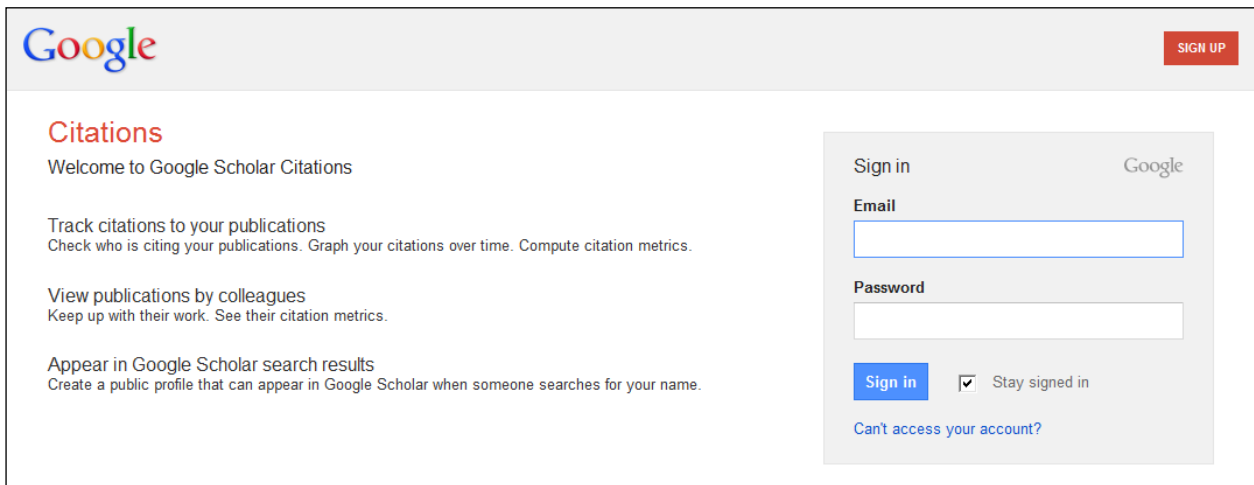 Google
SIGN UP
Citations
Welcome to Google Scholar Citations
Track citations to your publications
Check who is citing your publications. Graph your citations over time. Compute citation metrics.
View publications by colleagues
Keep up with their work. See their citation metrics.
Appear in Google Scholar search results
Create a public profile that can appear in Google Scholar when someone searches for your name.
Sign in Google
Email
Password
Sign in Stay signed in
Can't access your account?